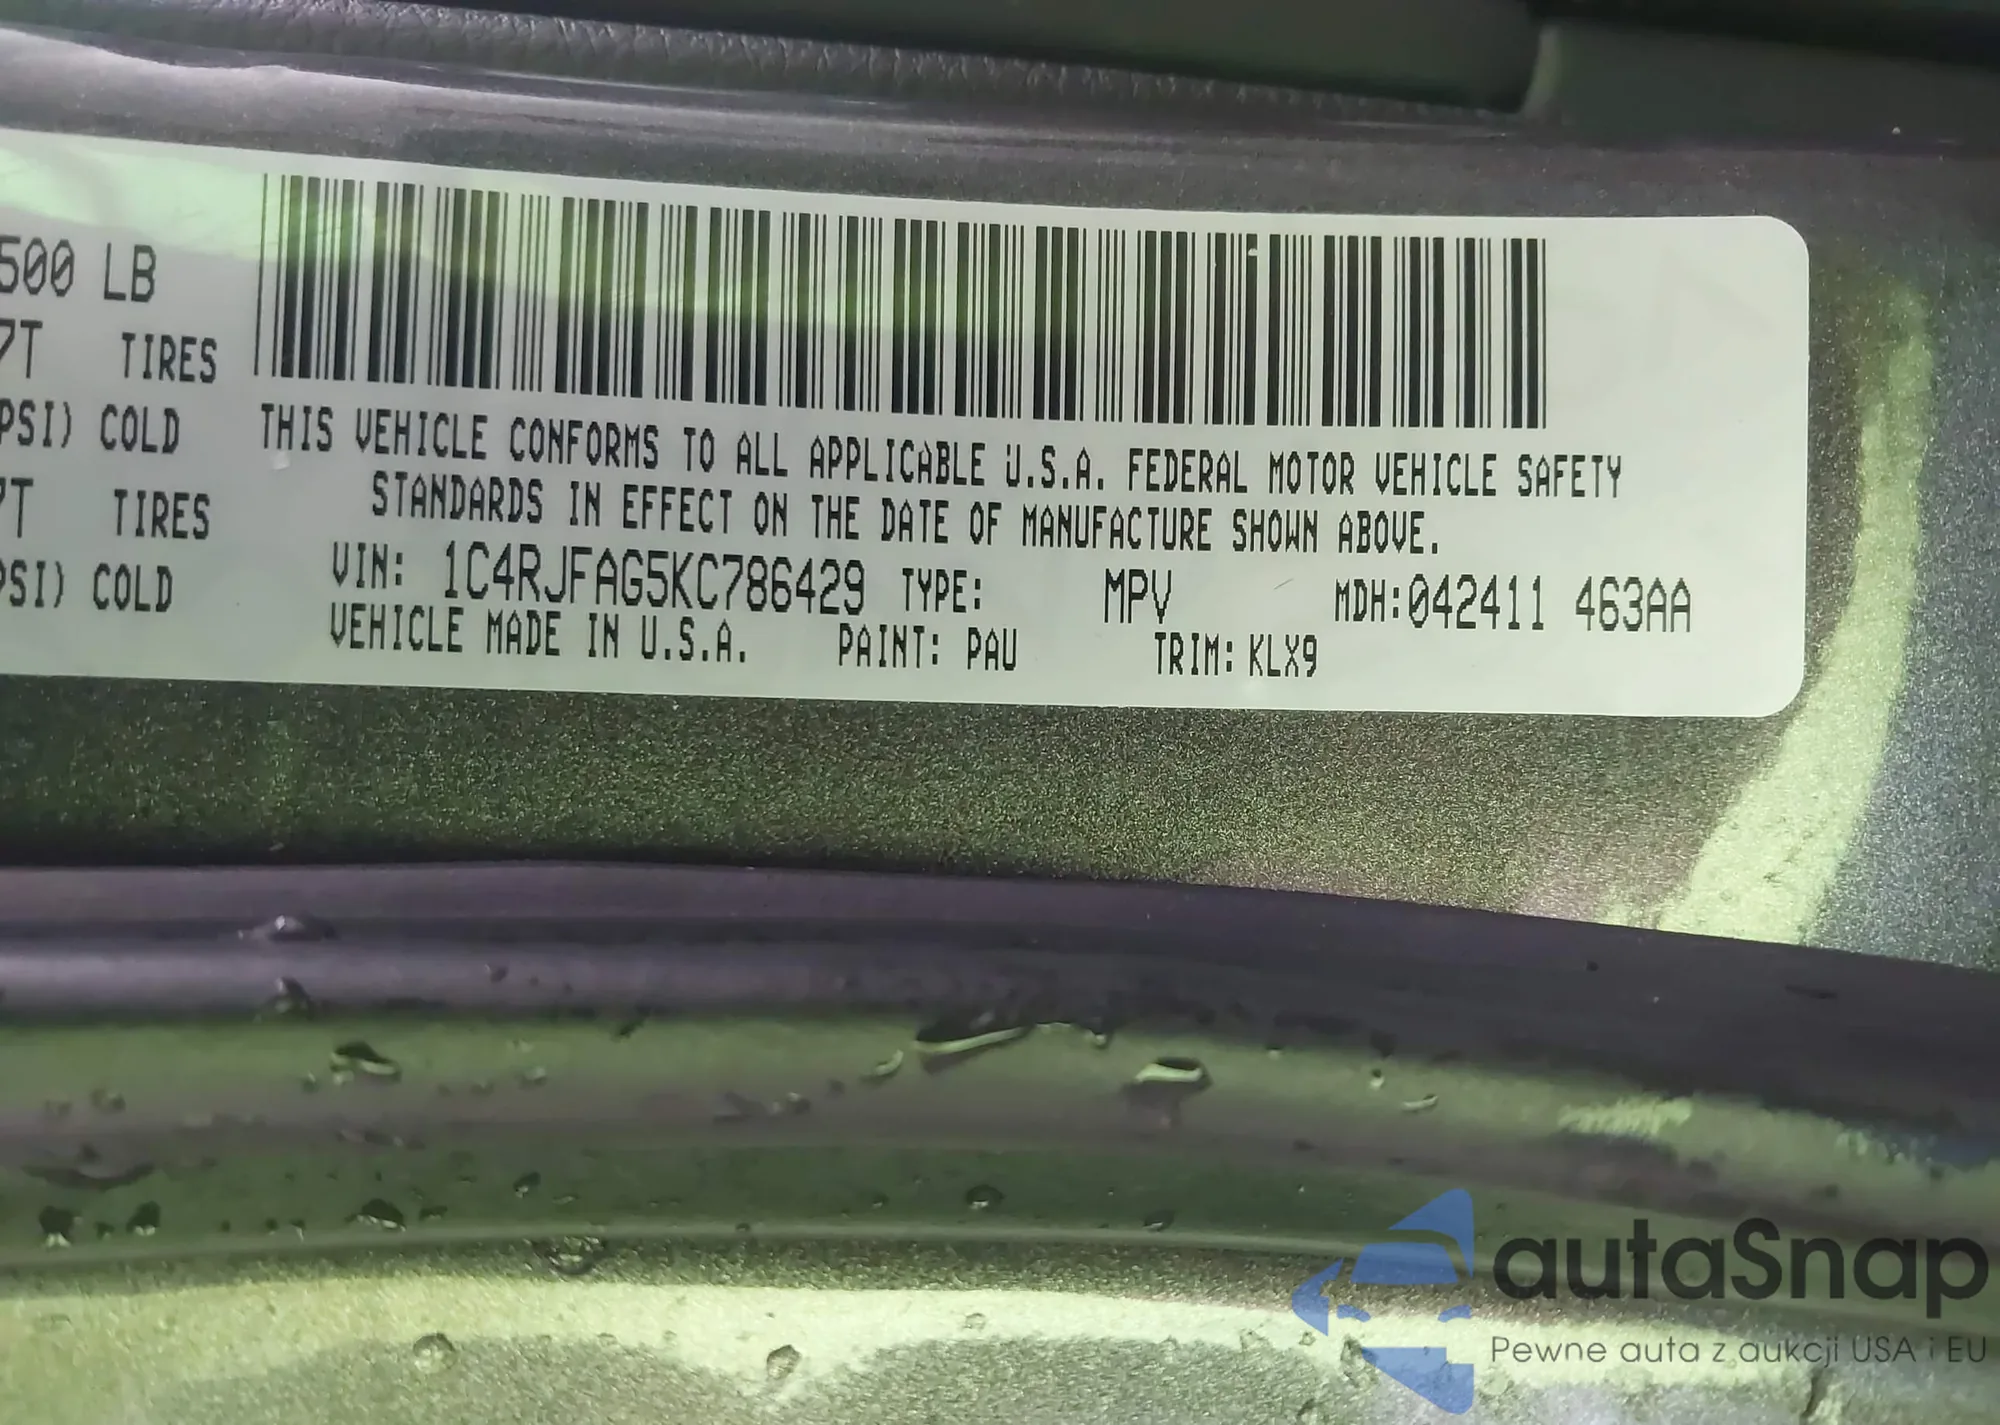 500 LB
7T TIRES
PSI) COLD
THIS VEHICLE CONFORMS TO ALL APPLICABLE U.S.A. FEDERAL MOTOR VEHICLE SAFETY
STANDARDS IN EFFECT ON THE DATE OF MANUFACTURE SHOWN ABOVE.
7T TIRES
PSI) COLD
VIN: 1C4RJFAG5KC786429 TYPE: MPV MDH:042411 463AA
VEHICLE MADE IN U.S.A. PAINT: PAU TRIM: KLX9
autaSnap
Pewne auta z aukcji USA i EU